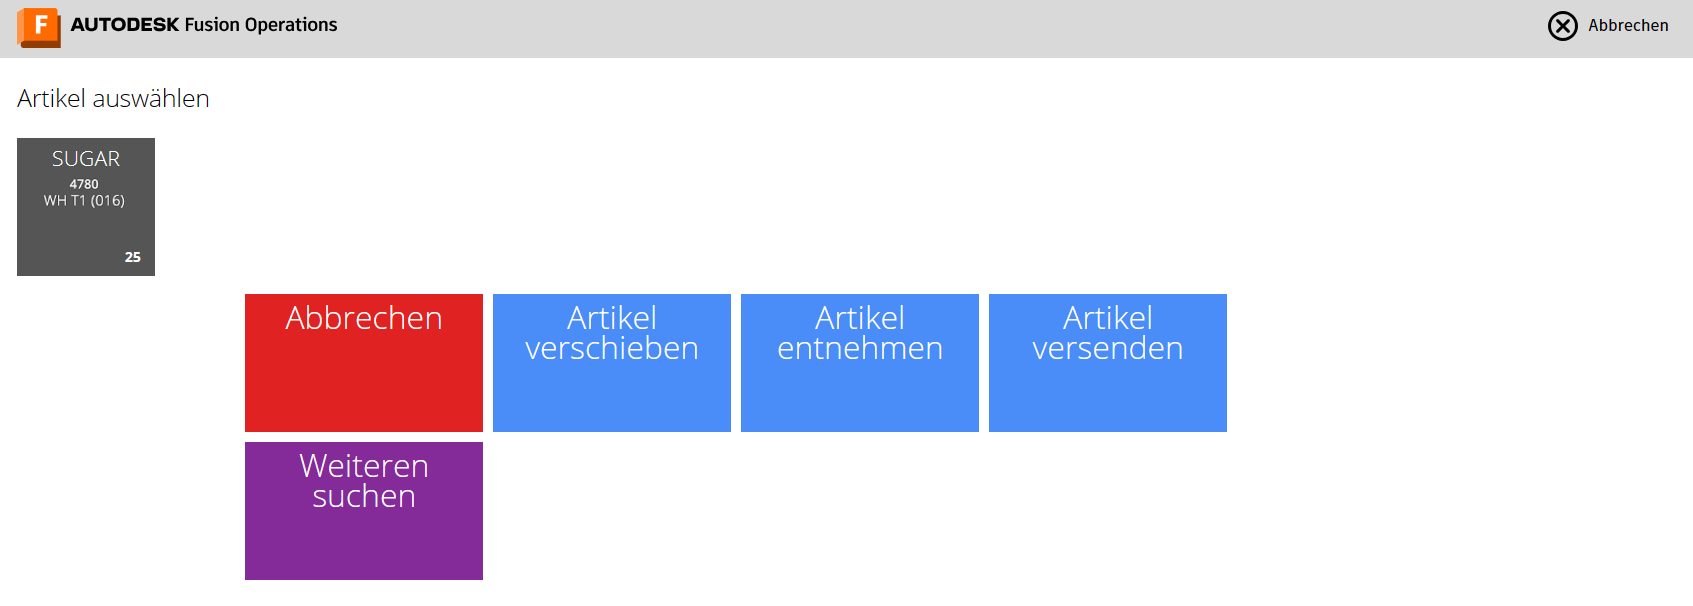 F AUTODESK Fusion Operations
Abbrechen
Artikel auswählen
SUGAR
4780
WH T1 (016)
25
Abbrechen
Artikel
verschieben
Artikel
entnehmen
Artikel
versenden
Weiteren
suchen